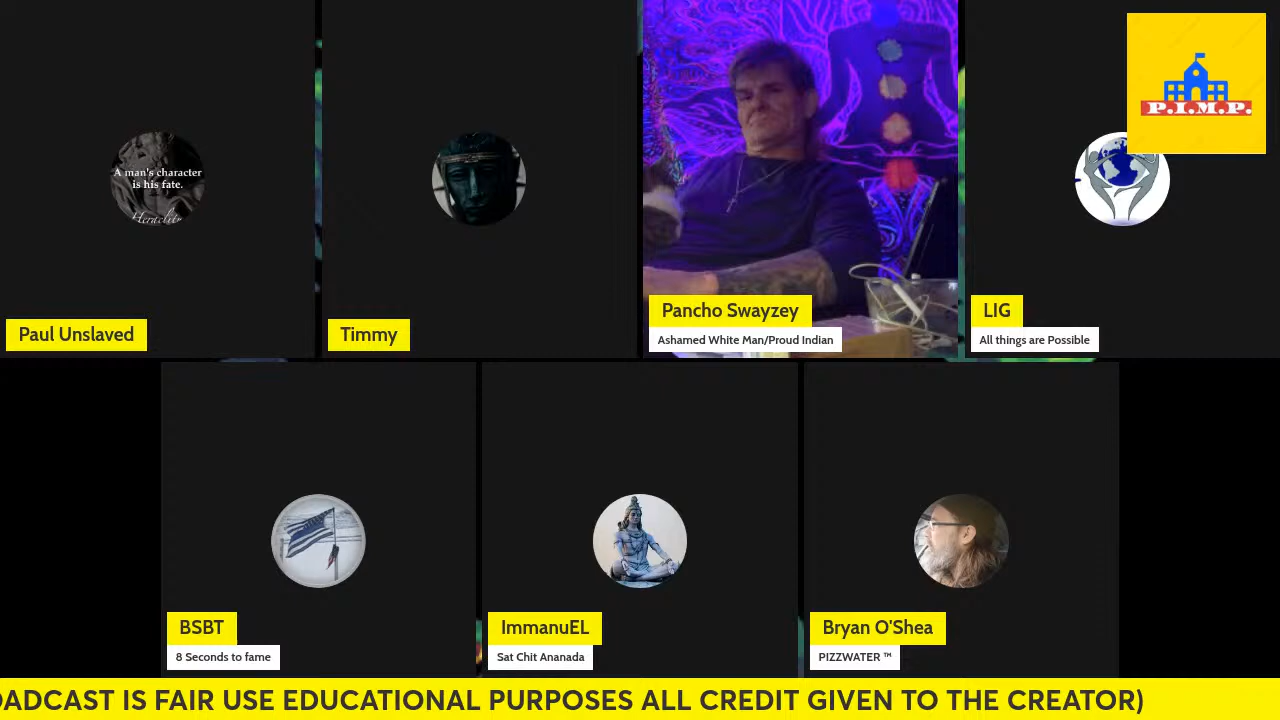 A man's character
is his fate.
Paul Unslaved
Timmy
Pancho Swayzey
Ashamed White Man/Proud Indian
P.I.M.P.
LIG
All things are Possible
BSBT
8 Seconds to fame
ImmanuEL
Sat Chit Ananada
Bryan O'Shea
PIZZWATER ™
ADCAST IS FAIR USE EDUCATIONAL PURPOSES ALL CREDIT GIVEN TO THE CREATOR)